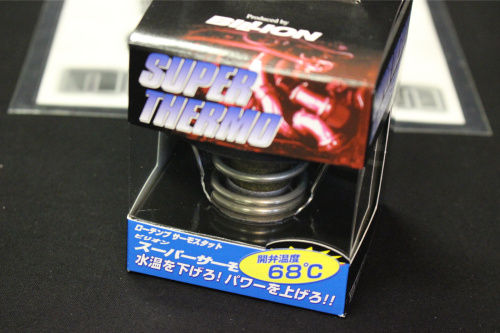 Produced by
BILLION
SUPER
THERMO
ローテンプ サーモスタット
ビリオン
スーパーサーモ
開弁温度
68℃
水温を下げろ! パワーを上げろ!!